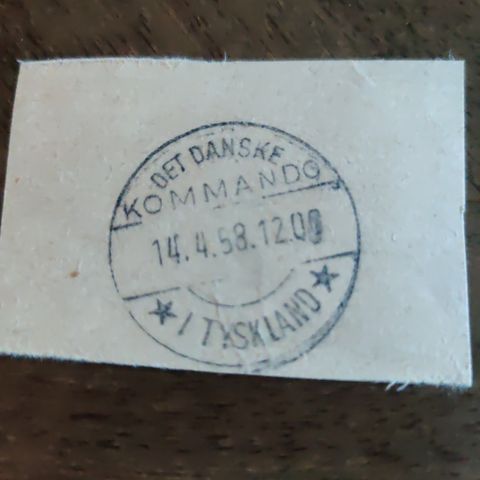 DET DANSKE
KOMMANDO
14.4.58.12.00
★ I TYSKLAND ★